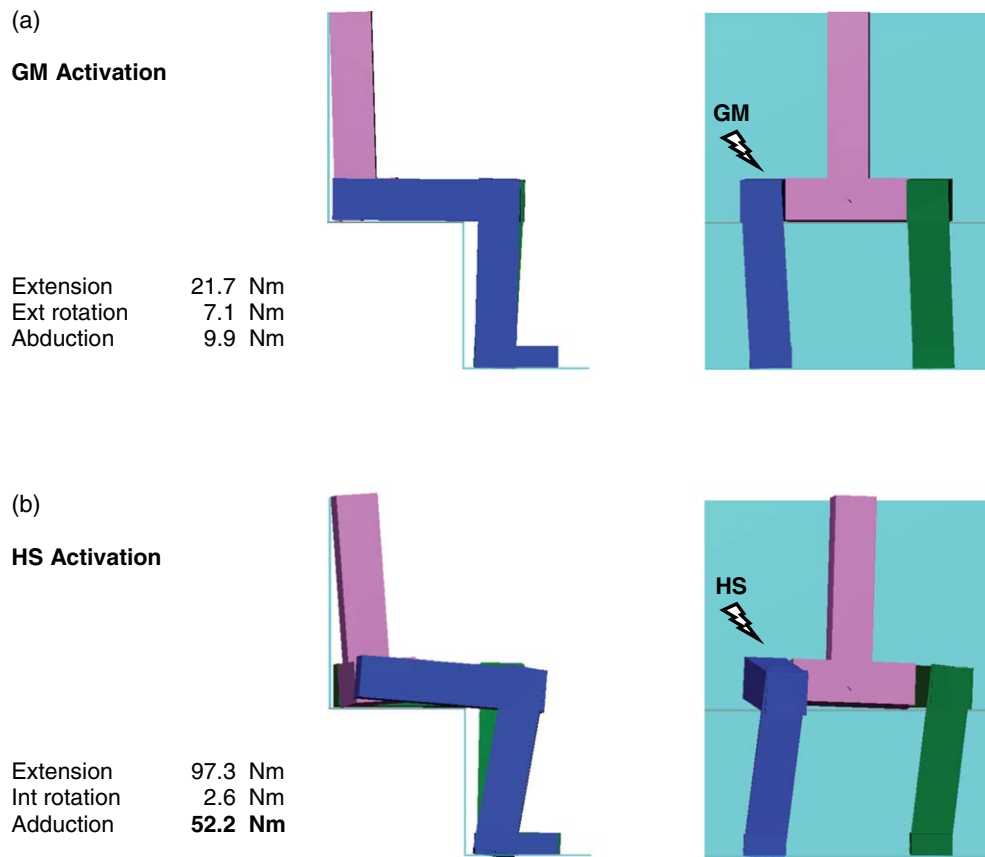 (a)
GM Activation
GM
Extension 21.7 Nm
Ext rotation 7.1 Nm
Abduction 9.9 Nm
(b)
HS Activation
HS
Extension 97.3 Nm
Int rotation 2.6 Nm
Adduction 52.2 Nm